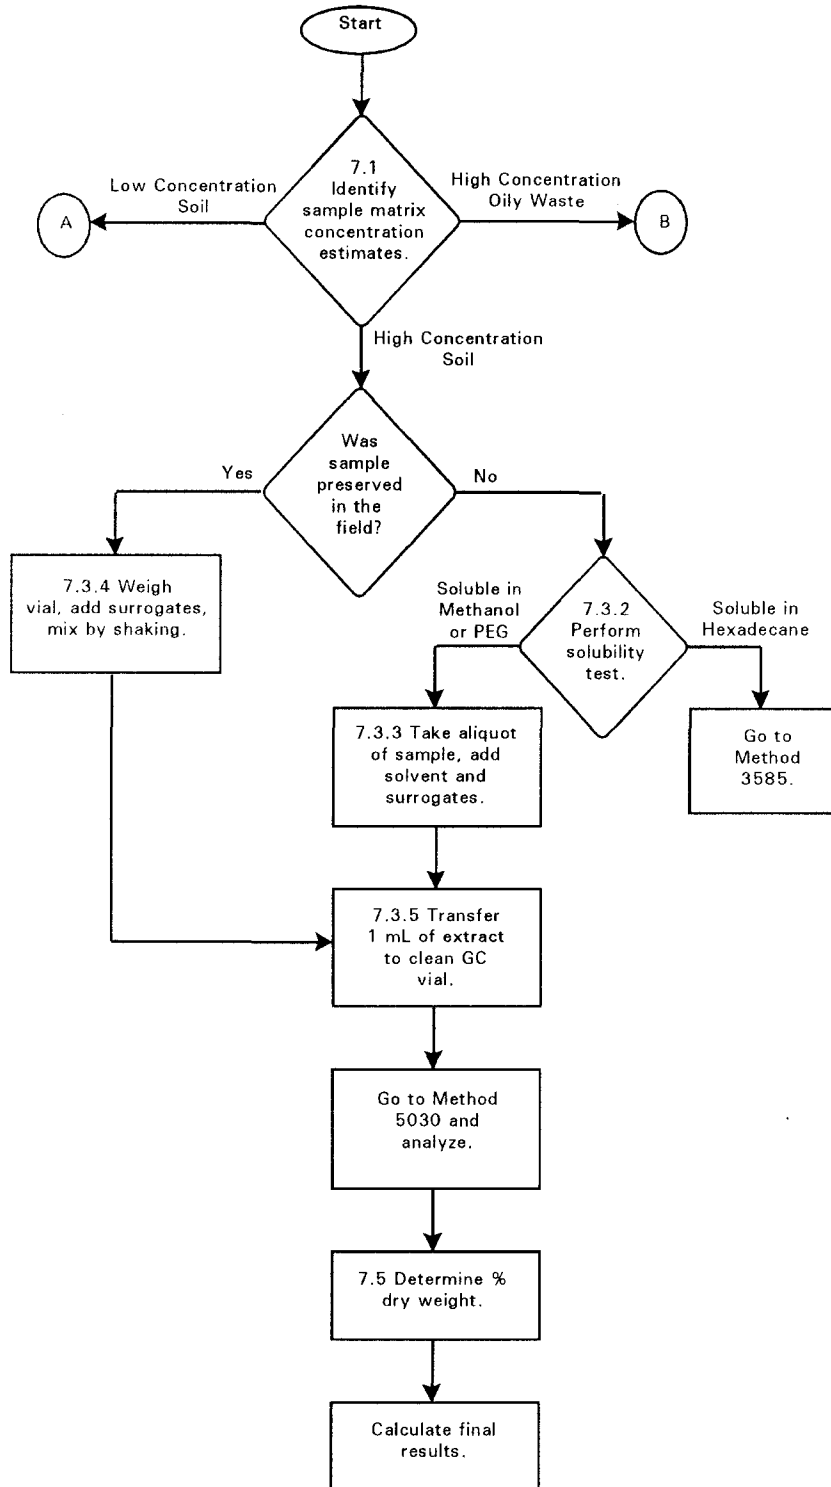 Start
7.1
Identify
sample matrix
concentration
estimates.
Low Concentration
Soil
A
High Concentration
Oily Waste
B
High Concentration
Soil
Was
sample
preserved
in the
field?
Yes
No
7.3.4 Weigh
vial, add surrogates,
mix by shaking.
7.3.2
Perform
solubility
test.
Soluble in
Methanol
or PEG
Soluble in
Hexadecane
7.3.3 Take aliquot
of sample, add
solvent and
surrogates.
Go to
Method
3585.
7.3.5 Transfer
1 mL of extract
to clean GC
vial.
Go to Method
5030 and
analyze.
7.5 Determine %
dry weight.
Calculate final
results.